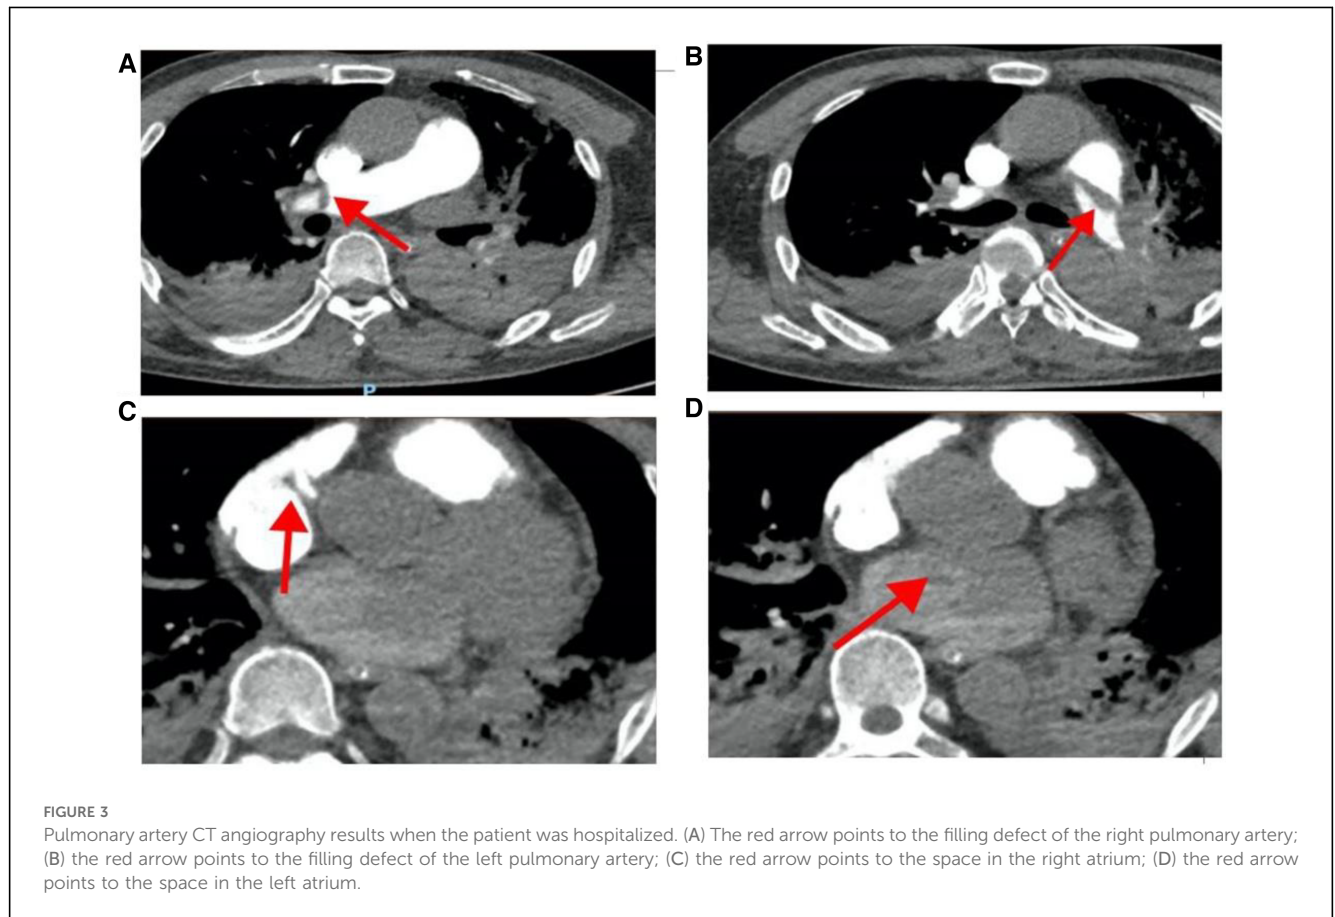 A
B
P
C
D
FIGURE 3
Pulmonary artery CT angiography results when the patient was hospitalized. (A) The red arrow points to the filling defect of the right pulmonary artery;
(B) the red arrow points to the filling defect of the left pulmonary artery; (C) the red arrow points to the space in the right atrium; (D) the red arrow
points to the space in the left atrium.